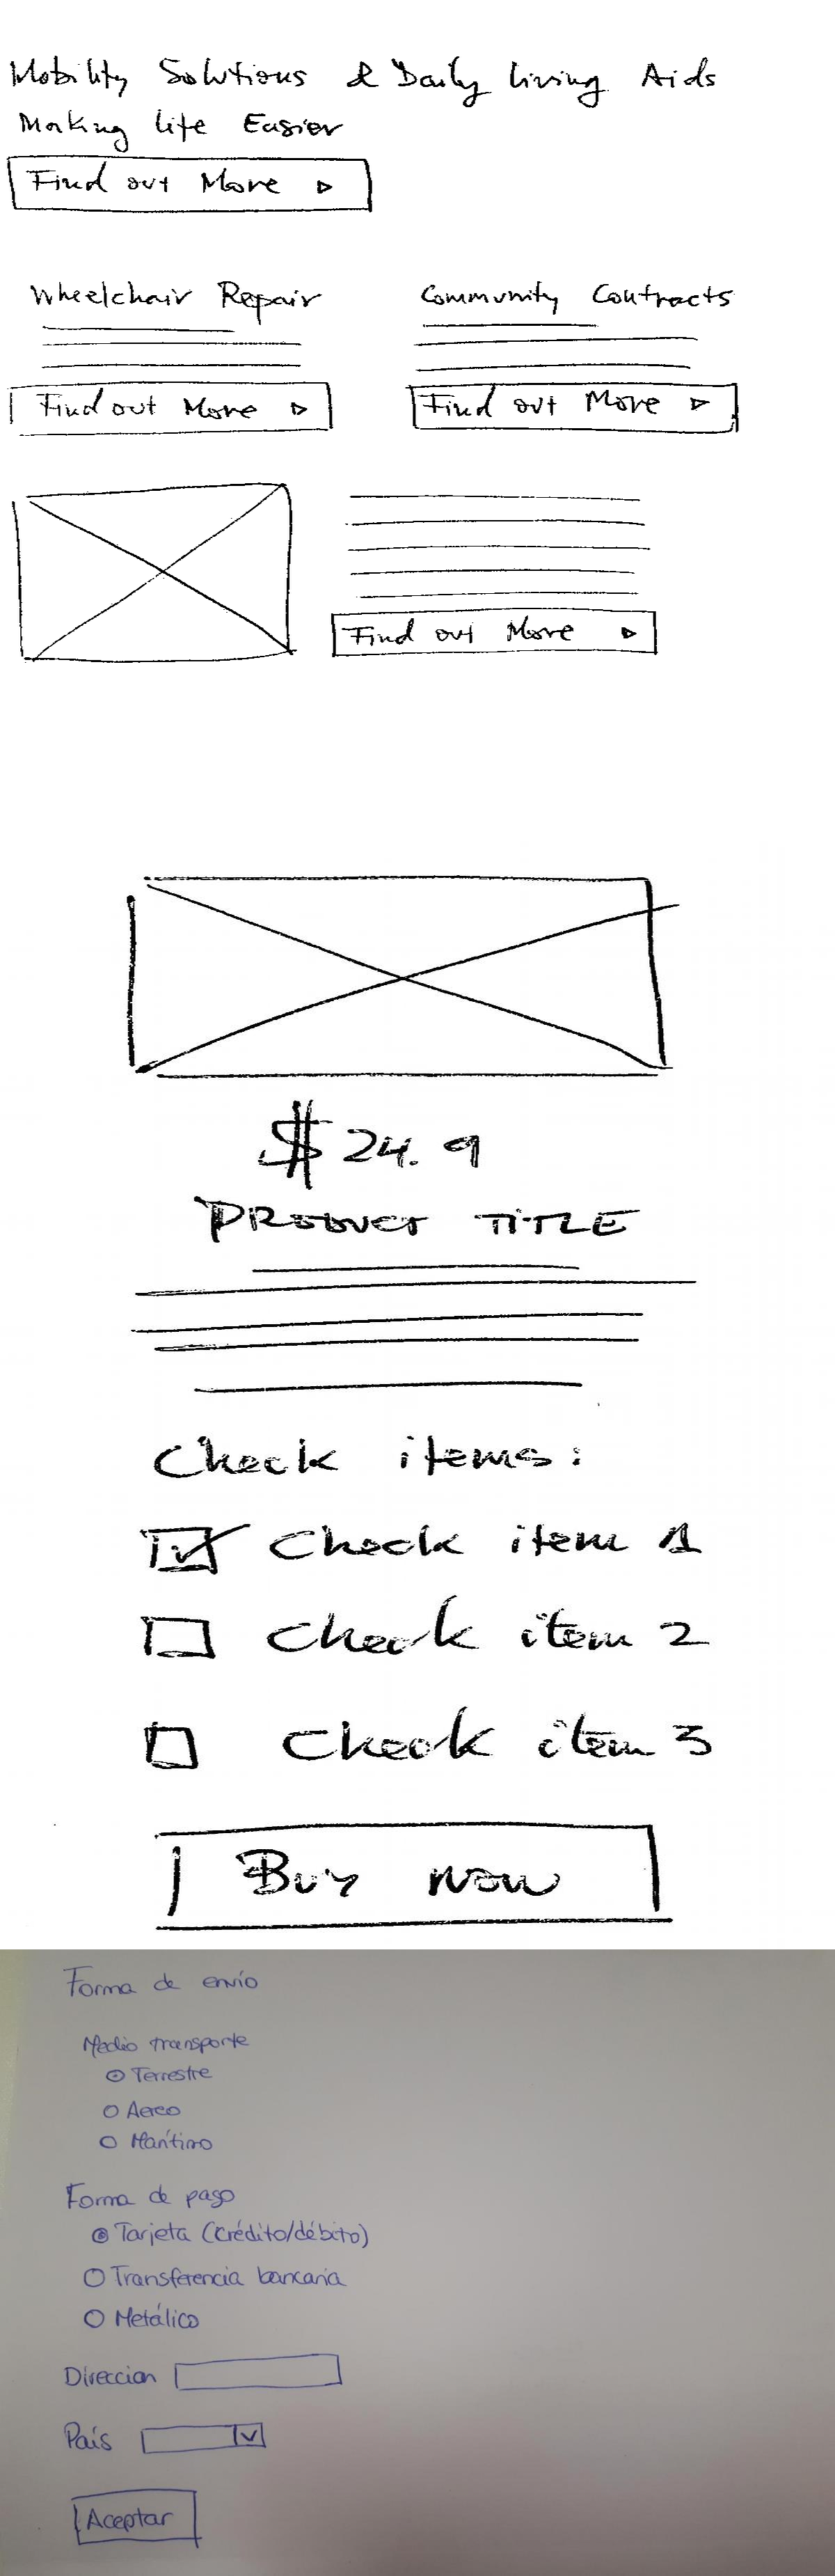 Mobility Solutions & Daily living Aids
Making life Easier
Find out More
Wheelchair Repair
Community Contracts
Find out More
Find out More
Find out More
$ 24.9
PRODUCT TITLE
Check items:
Check item 1
Check item 2
Check item 3
Buy now
Forma de envío
Medio transporte
Terrestre
Aereo
Marítimo
Forma de pago
Tarjeta (crédito/débito)
Transferencia bancaria
Metálico
Direccion
País
Aceptar